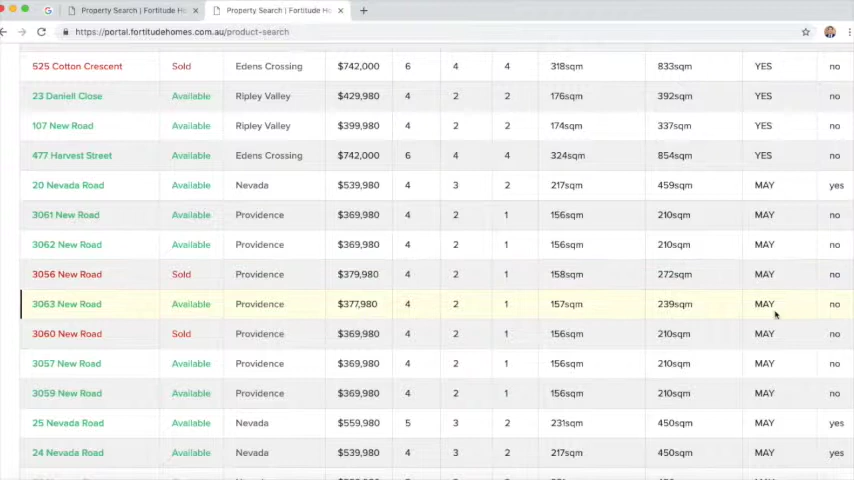 Property Search | Fortitude Ho × Property Search | Fortitude Ho × +
https://portal.fortitudehomes.com.au/product-search
525 Cotton Crescent Sold Edens Crossing $742,000 6 4 4 318sqm 833sqm YES no
23 Daniell Close Available Ripley Valley $429,980 4 2 2 176sqm 392sqm YES no
107 New Road Available Ripley Valley $399,980 4 2 2 174sqm 337sqm YES no
477 Harvest Street Available Edens Crossing $742,000 6 4 4 324sqm 854sqm YES no
20 Nevada Road Available Nevada $539,980 4 3 2 217sqm 459sqm MAY yes
3061 New Road Available Providence $369,980 4 2 1 156sqm 210sqm MAY no
3062 New Road Available Providence $369,980 4 2 1 156sqm 210sqm MAY no
3056 New Road Sold Providence $379,980 4 2 1 158sqm 272sqm MAY no
3063 New Road Available Providence $377,980 4 2 1 157sqm 239sqm MAY no
3060 New Road Sold Providence $369,980 4 2 1 156sqm 210sqm MAY no
3057 New Road Available Providence $369,980 4 2 1 156sqm 210sqm MAY no
3059 New Road Available Providence $369,980 4 2 1 156sqm 210sqm MAY no
25 Nevada Road Available Nevada $559,980 5 3 2 231sqm 450sqm MAY yes
24 Nevada Road Available Nevada $539,980 4 3 2 217sqm 450sqm MAY yes